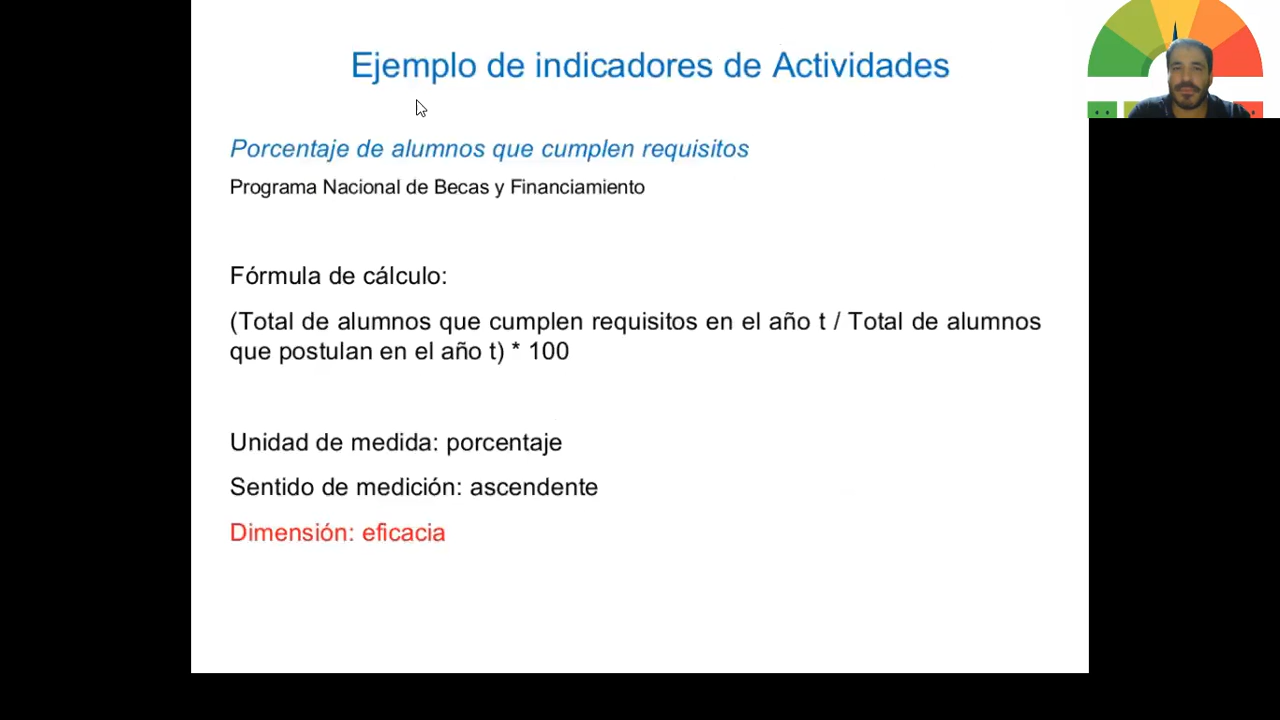 Ejemplo de indicadores de Actividades
Porcentaje de alumnos que cumplen requisitos
Programa Nacional de Becas y Financiamiento
Fórmula de cálculo:
(Total de alumnos que cumplen requisitos en el año t / Total de alumnos
que postulan en el año t) * 100
Unidad de medida: porcentaje
Sentido de medición: ascendente
Dimensión: eficacia